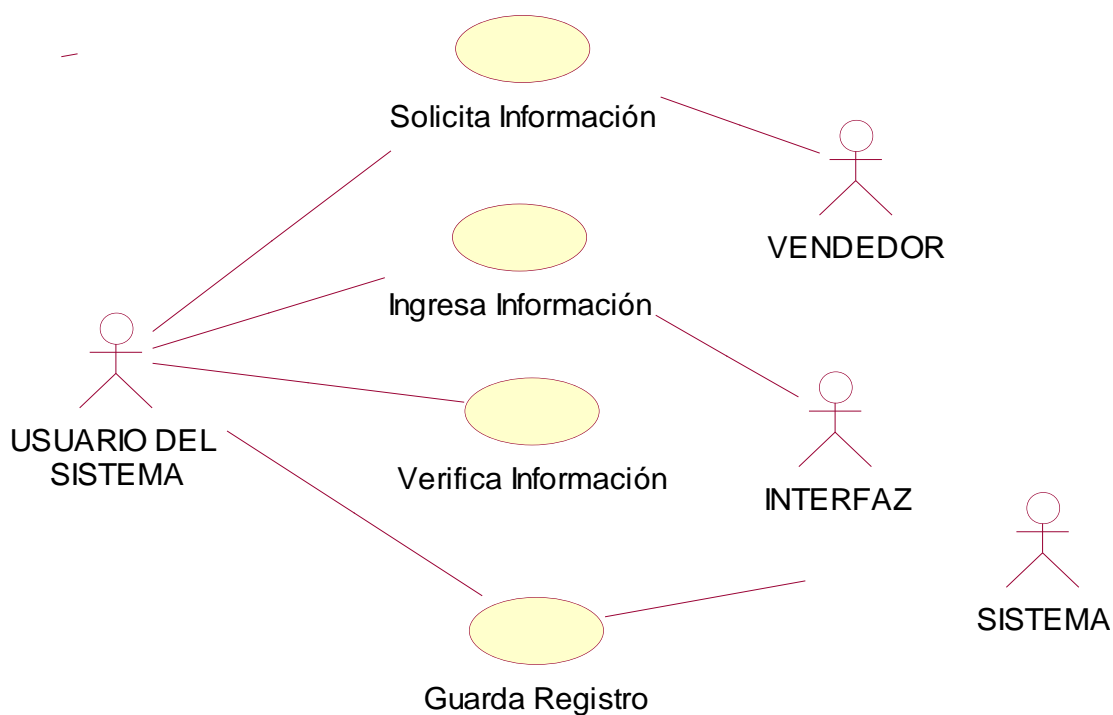 Solicita Información
VENDEDOR
Ingresa Información
USUARIO DEL
SISTEMA
Verifica Información
INTERFAZ
SISTEMA
Guarda Registro